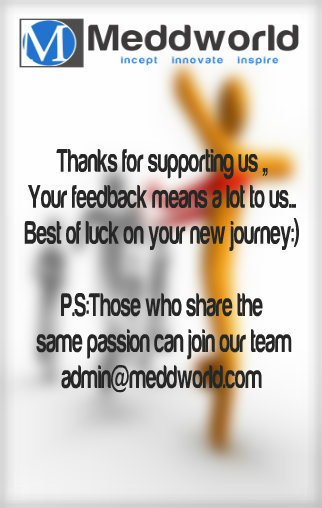 M Meddworld
incept innovate inspire
Thanks for supporting us ,,
Your feedback means a lot to us..
Best of luck on your new journey:)
P.S:Those who share the
same passion can join our team
admin@meddworld.com